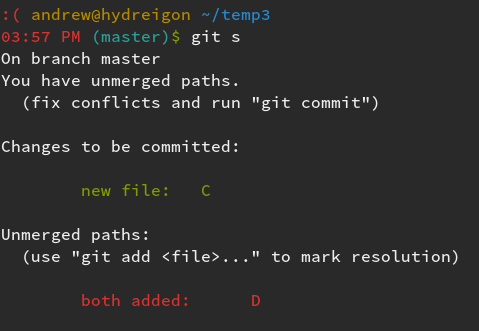 :( andrew@hydreigon ~/temp3
03:57 PM (master)$ git s
On branch master
You have unmerged paths.
  (fix conflicts and run "git commit")

Changes to be committed:

        new file:   C

Unmerged paths:
  (use "git add <file>..." to mark resolution)

        both added:      D